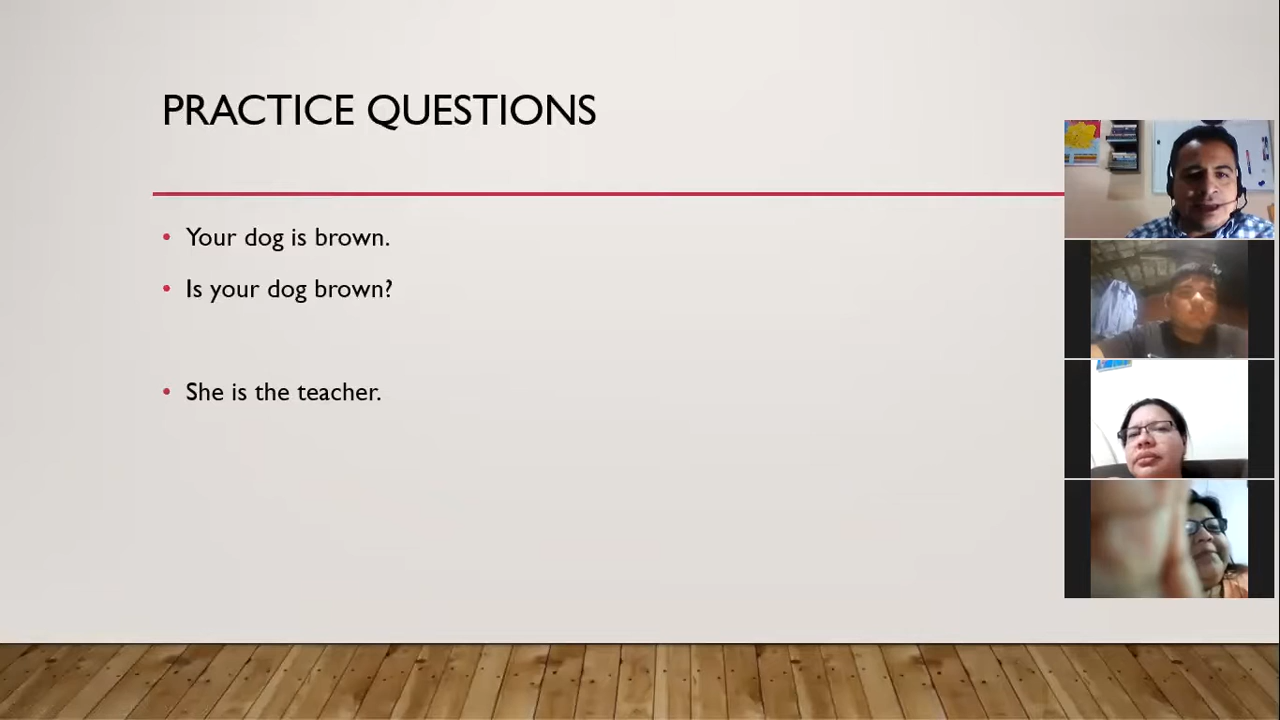 PRACTICE QUESTIONS
Your dog is brown.
Is your dog brown?
She is the teacher.